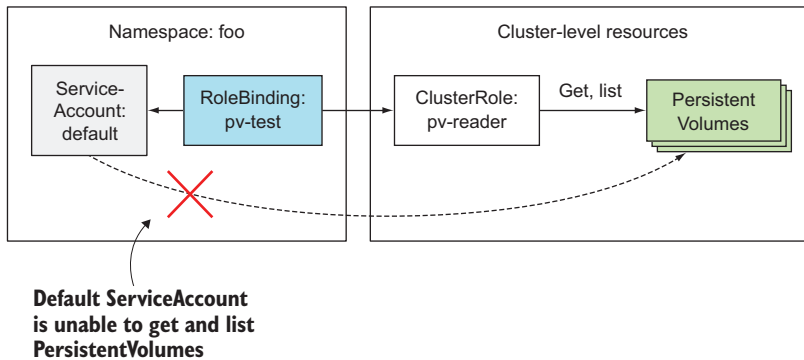 Namespace: foo
Cluster-level resources
Service-
Account:
default
RoleBinding:
pv-test
ClusterRole:
pv-reader
Get, list
Persistent
Volumes
Default ServiceAccount
is unable to get and list
PersistentVolumes